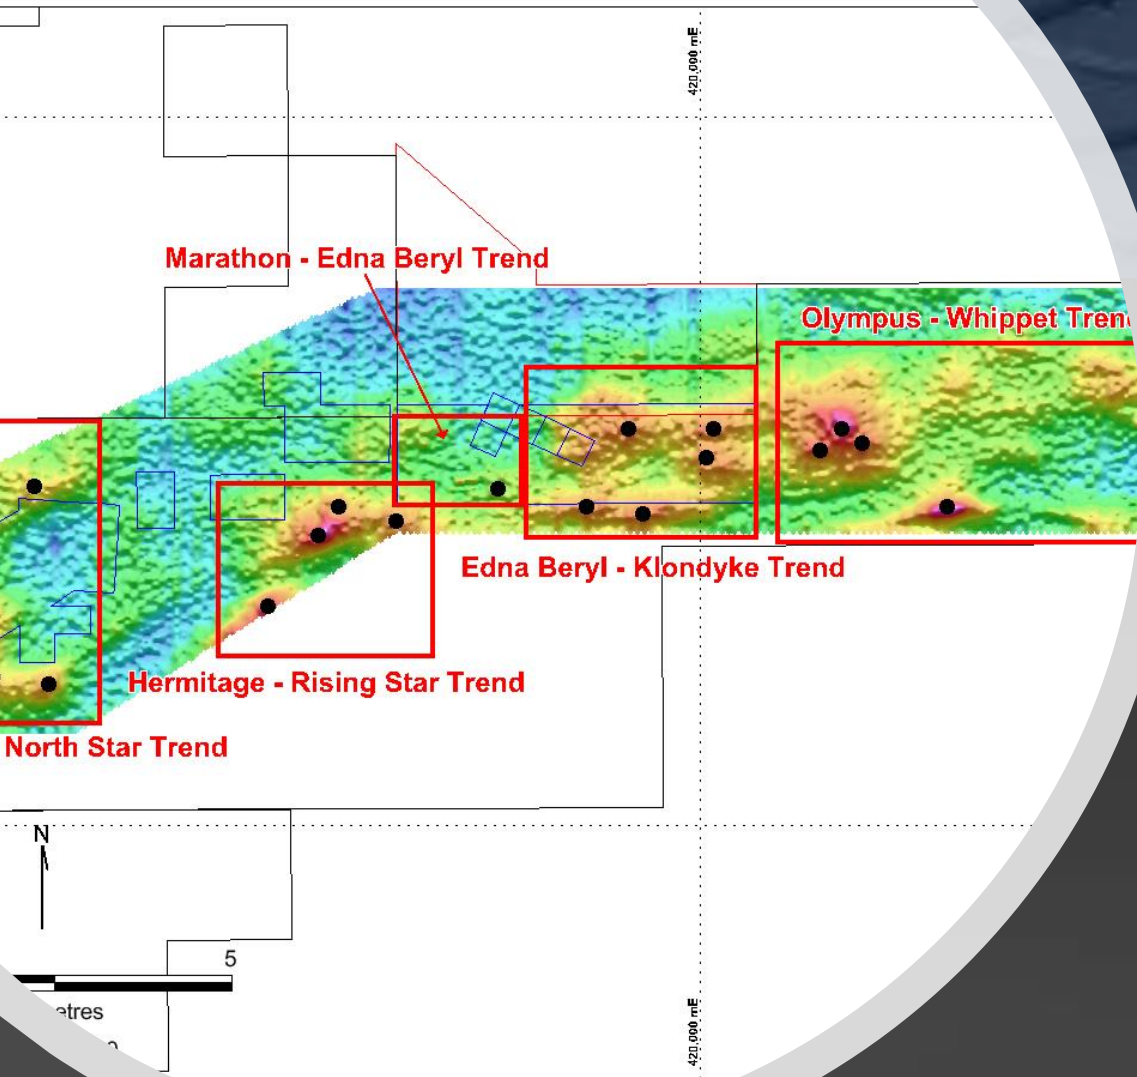 420,000 mE
Marathon - Edna Beryl Trend
Olympus - Whippet Tren
Edna Beryl - Klondyke Trend
Hermitage - Rising Star Trend
North Star Trend
N
5
etres
420,000 mE